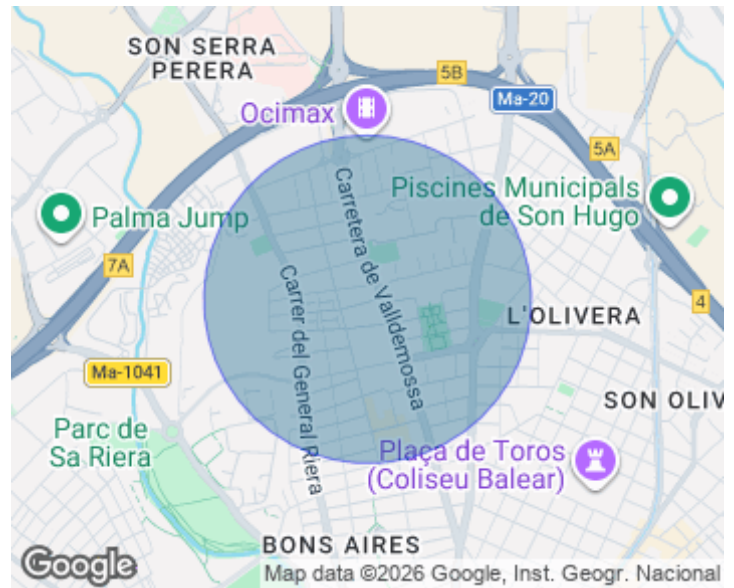 SON SERRA
PERERA
5B
Ocimax
Ma-20
5A
Carretera de Valldemossa
Piscines Municipals
de Son Hugo
Palma Jump
7A
Carrer del General Riera
4
L'OLIVERA
Ma-1041
SON OLIV
Parc de
Sa Riera
Plaça de Toros
(Coliseu Balear)
BONS AIRES
Google
Map data ©2026 Google, Inst. Geogr. Nacional